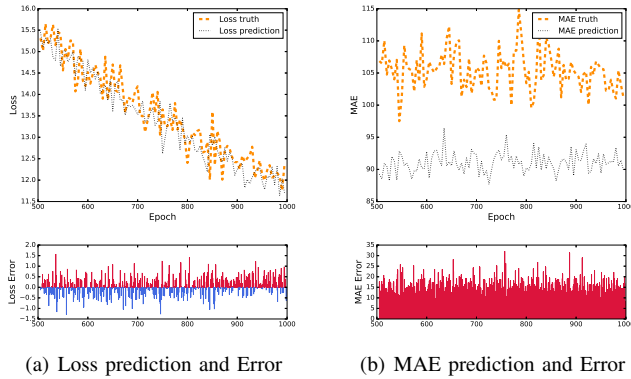 16.0
15.5
15.0
14.5
14.0
13.5
13.0
12.5
12.0
11.5
Loss
Loss truth
Loss prediction
500 600 700 800 900 1000
Epoch
2.0
1.5
1.0
0.5
0.0
−0.5
−1.0
−1.5
Loss Error
500 600 700 800 900 1000
(a) Loss prediction and Error
115
110
105
100
95
90
85
MAE
MAE truth
MAE prediction
500 600 700 800 900 1000
Epoch
35
30
25
20
15
10
5
0
MAE Error
500 600 700 800 900 1000
(b) MAE prediction and Error